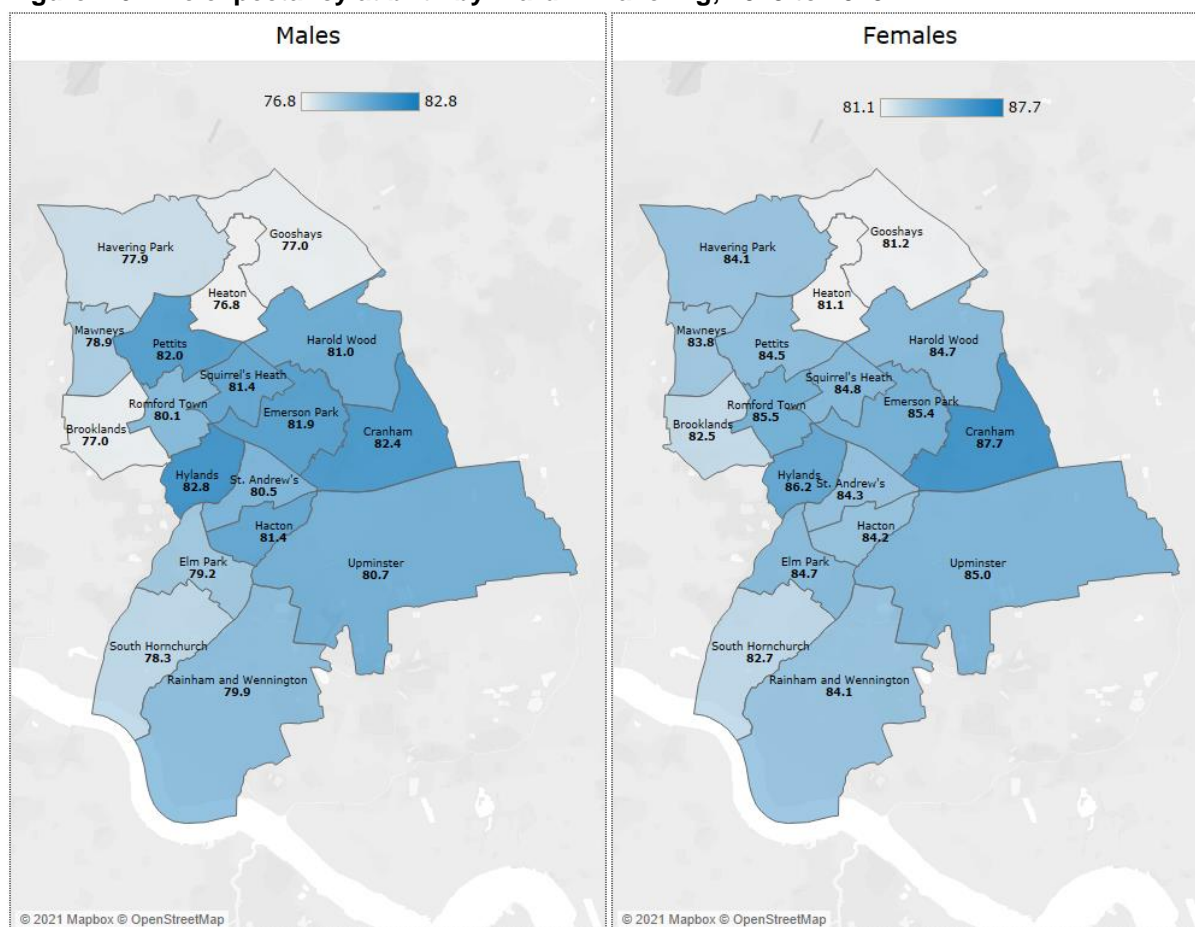 Males
76.8 82.8
Havering Park
77.9
Gooshays
77.0
Heaton
76.8
Mawneys
78.9
Pettits
82.0
Harold Wood
81.0
Squirrel's Heath
81.4
Romford Town
80.1
Emerson Park
81.9
Brooklands
77.0
Cranham
82.4
Hylands
82.8
St. Andrew's
80.5
Hacton
81.4
Elm Park
79.2
Upminster
80.7
South Hornchurch
78.3
Rainham and Wennington
79.9
© 2021 Mapbox © OpenStreetMap
Females
81.1 87.7
Havering Park
84.1
Gooshays
81.2
Heaton
81.1
Mawneys
83.8
Pettits
84.5
Harold Wood
84.7
Squirrel's Heath
84.8
Romford Town
85.5
Emerson Park
85.4
Brooklands
82.5
Cranham
87.7
Hylands
86.2
St. Andrew's
84.3
Hacton
84.2
Elm Park
84.7
Upminster
85.0
South Hornchurch
82.7
Rainham and Wennington
84.1
© 2021 Mapbox © OpenStreetMap